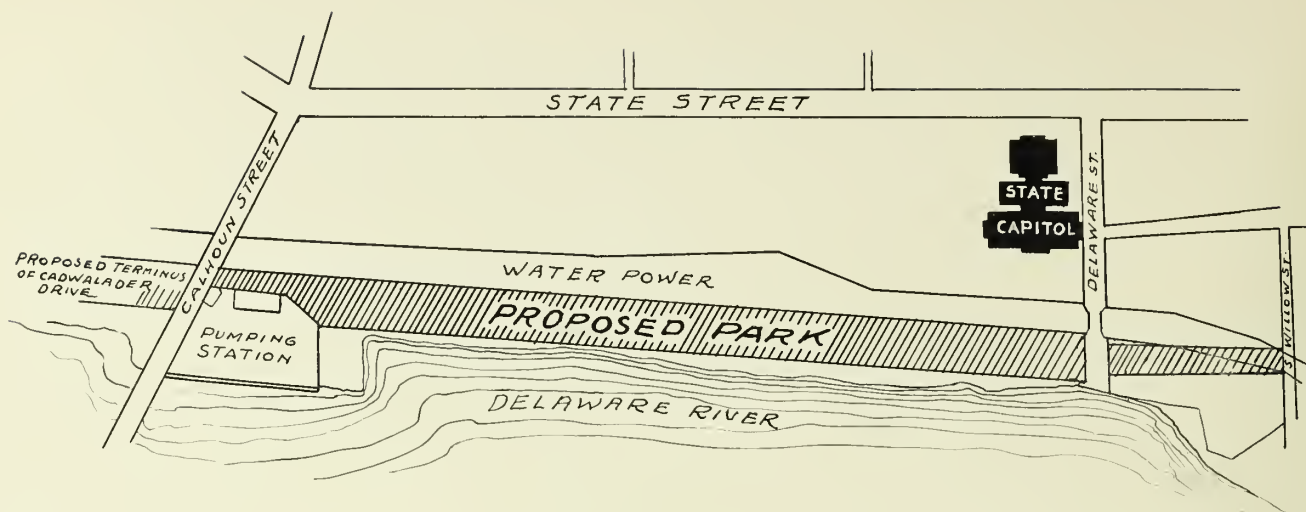 STATE STREET
CALHOUN STREET
STATE
CAPITOL
DELAWARE ST.
S. WILLOW ST.
PROPOSED TERMINUS
OF CADWALADER
DRIVE
WATER POWER
PROPOSED PARK
PUMPING
STATION
DELAWARE RIVER